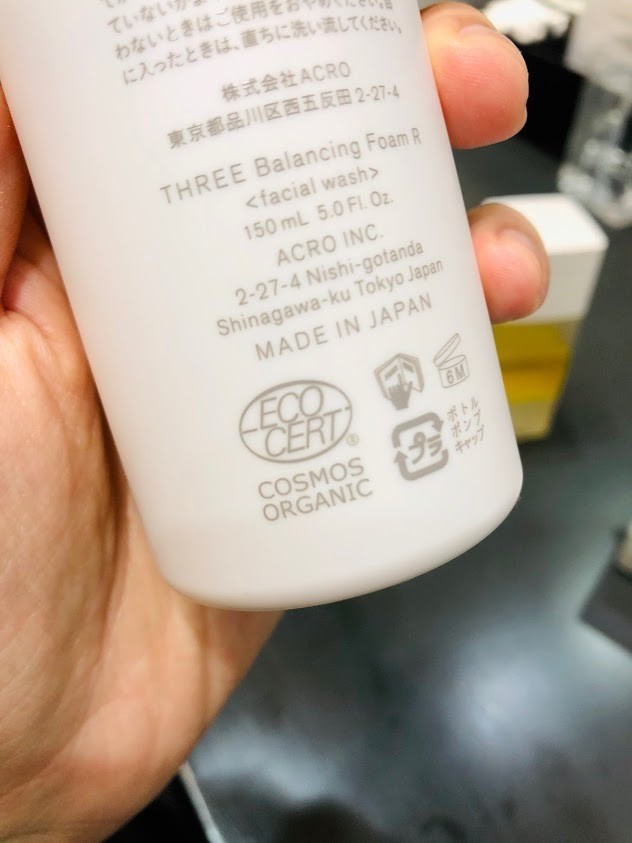 ていないか
わないときはご使用をおやめください。目
に入ったときは、直ちに洗い流してください。
株式会社ACRO
東京都品川区西五反田2-27-4
THREE Balancing Foam R
<facial wash>
150 mL 5.0 Fl. Oz.
ACRO INC.
2-27-4 Nishi-gotanda
Shinagawa-ku Tokyo Japan
MADE IN JAPAN
ECO
CERT®
COSMOS
ORGANIC
6M
プラ
ボトル
ポンプ
キャップ